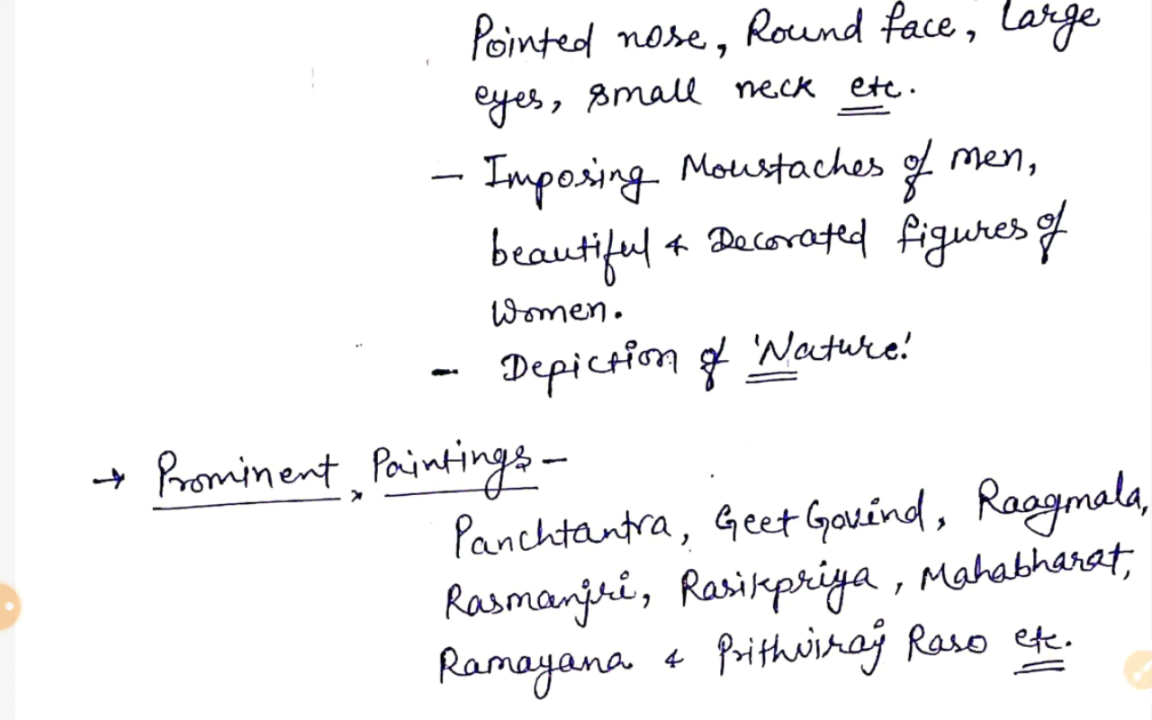 Pointed nose, Round face, Large
eyes, small neck etc.
- Imposing Moustaches of men,
beautiful & Decorated figures of
Women.
- Depiction of 'Nature.'
→ Prominent Paintings -
Panchtantra, Geet Govind, Raagmala,
Rasmanjri, Rasikpriya, Mahabharat,
Ramayana & Prithviraj Raso etc.